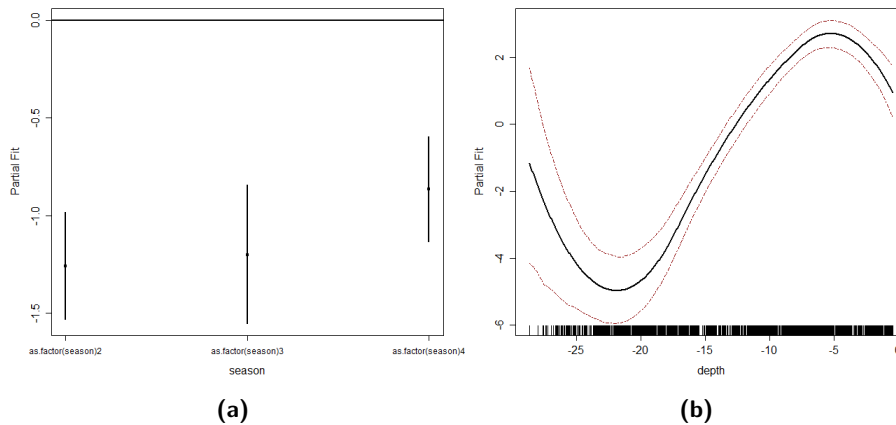 0.0
-0.5
-1.0
-1.5
Partial Fit
as.factor(season)2
as.factor(season)3
as.factor(season)4
season
(a)
2
0
-2
-4
-6
Partial Fit
-25
-20
-15
-10
-5
depth
(b)